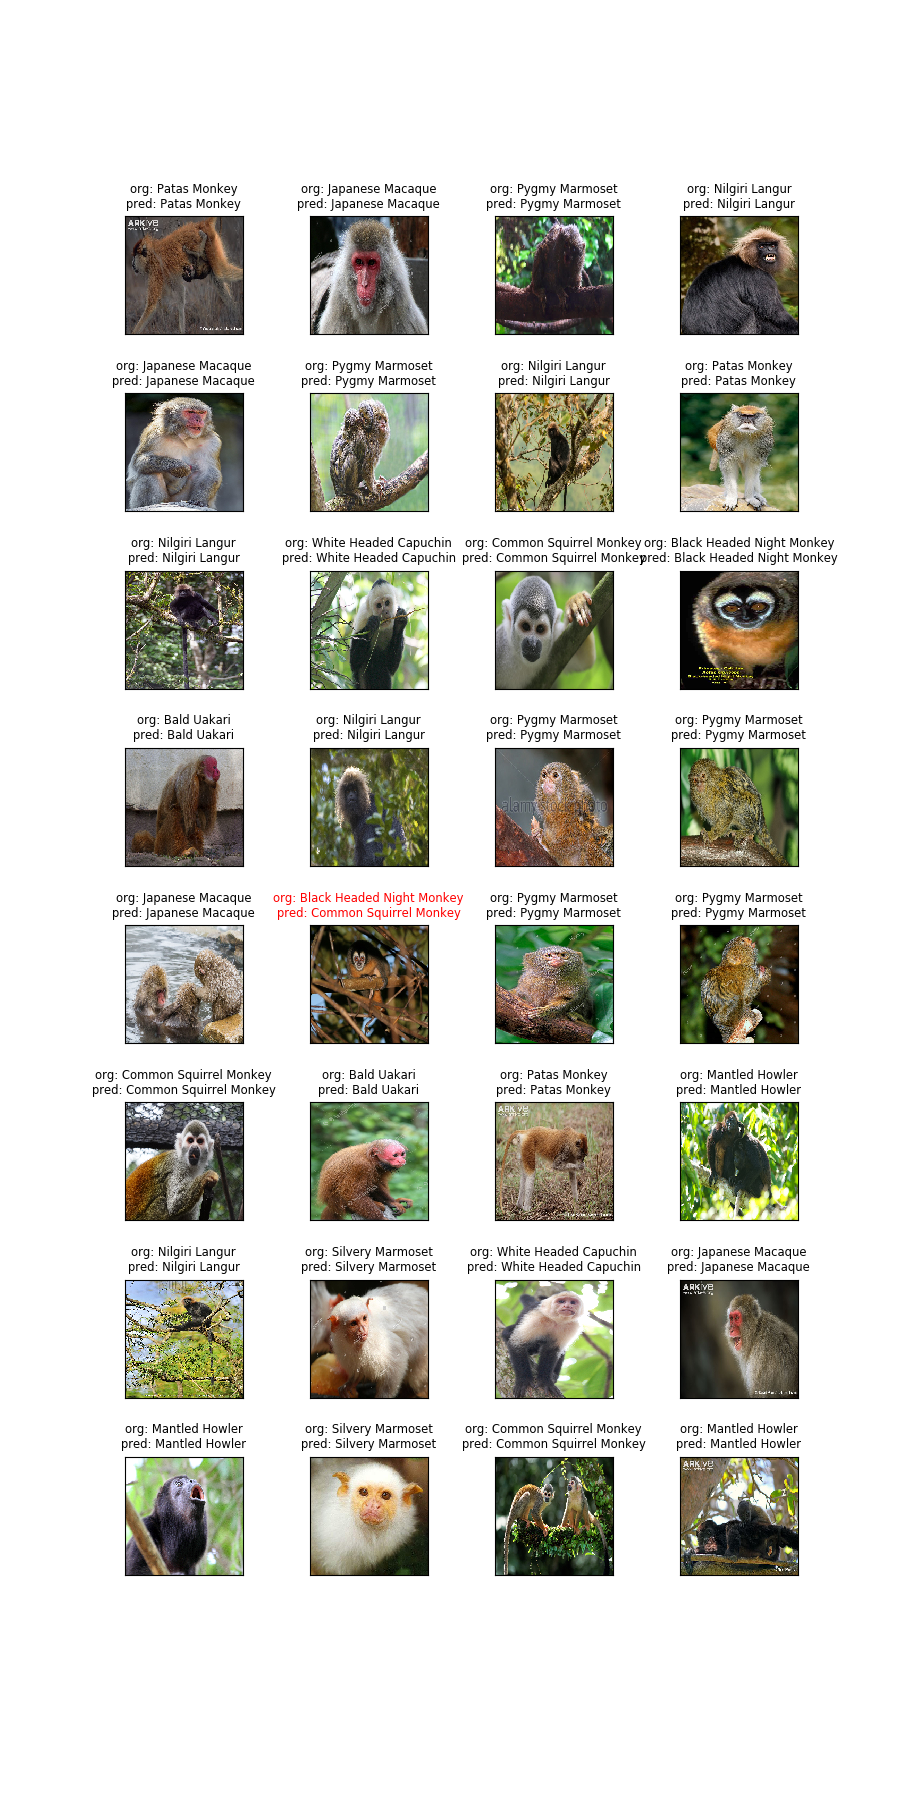 org: Patas Monkey
pred: Patas Monkey
org: Japanese Macaque
pred: Japanese Macaque
org: Pygmy Marmoset
pred: Pygmy Marmoset
org: Nilgiri Langur
pred: Nilgiri Langur
ARKIVE
org: Japanese Macaque
pred: Japanese Macaque
org: Pygmy Marmoset
pred: Pygmy Marmoset
org: Nilgiri Langur
pred: Nilgiri Langur
org: Patas Monkey
pred: Patas Monkey
org: Nilgiri Langur
pred: Nilgiri Langur
org: White Headed Capuchin
pred: White Headed Capuchin
org: Common Squirrel Monkey
pred: Common Squirrel Monkey
org: Black Headed Night Monkey
pred: Black Headed Night Monkey
org: Bald Uakari
pred: Bald Uakari
org: Nilgiri Langur
pred: Nilgiri Langur
org: Pygmy Marmoset
pred: Pygmy Marmoset
org: Pygmy Marmoset
pred: Pygmy Marmoset
alamy stock photo
org: Japanese Macaque
pred: Japanese Macaque
org: Black Headed Night Monkey
pred: Common Squirrel Monkey
org: Pygmy Marmoset
pred: Pygmy Marmoset
org: Pygmy Marmoset
pred: Pygmy Marmoset
org: Common Squirrel Monkey
pred: Common Squirrel Monkey
org: Bald Uakari
pred: Bald Uakari
org: Patas Monkey
pred: Patas Monkey
org: Mantled Howler
pred: Mantled Howler
ARKIVE
org: Nilgiri Langur
pred: Nilgiri Langur
org: Silvery Marmoset
pred: Silvery Marmoset
org: White Headed Capuchin
pred: White Headed Capuchin
org: Japanese Macaque
pred: Japanese Macaque
ARKIVE
org: Mantled Howler
pred: Mantled Howler
org: Silvery Marmoset
pred: Silvery Marmoset
org: Common Squirrel Monkey
pred: Common Squirrel Monkey
org: Mantled Howler
pred: Mantled Howler
ARKIVE